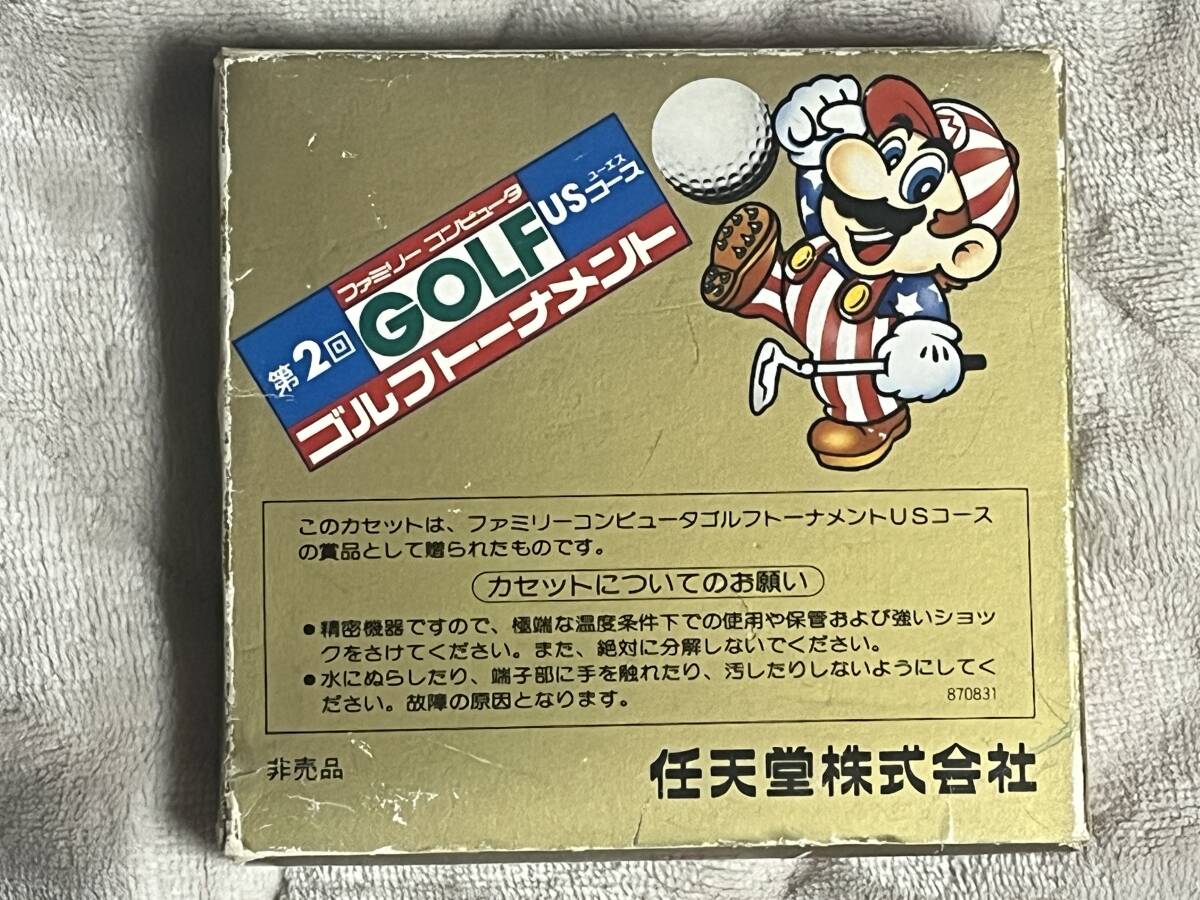 第2回
ファミリー コンピュータ
GOLF
ユーエス
USコース
ゴルフトーナメント
M
このカセットは、ファミリーコンピュータゴルフトーナメントUSコース
の賞品として贈られたものです。
カセットについてのお願い
●精密機器ですので、極端な温度条件下での使用や保管および強いショッ
クをさけてください。また、絶対に分解しないでください。
●水にぬらしたり、端子部に手を触れたり、汚したりしないようにしてく
ださい。故障の原因となります。
870831
非売品
任天堂株式会社